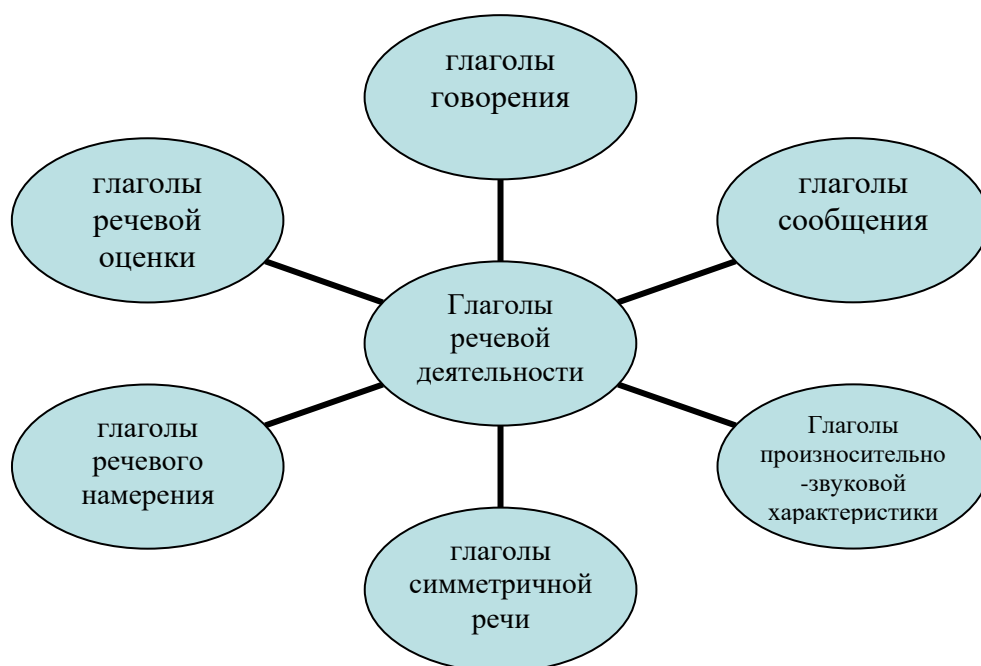 глаголы
говорения
глаголы
речевой
оценки
глаголы
сообщения
Глаголы
речевой
деятельности
глаголы
речевого
намерения
Глаголы
произносительно
-звуковой
характеристики
глаголы
симметричной
речи